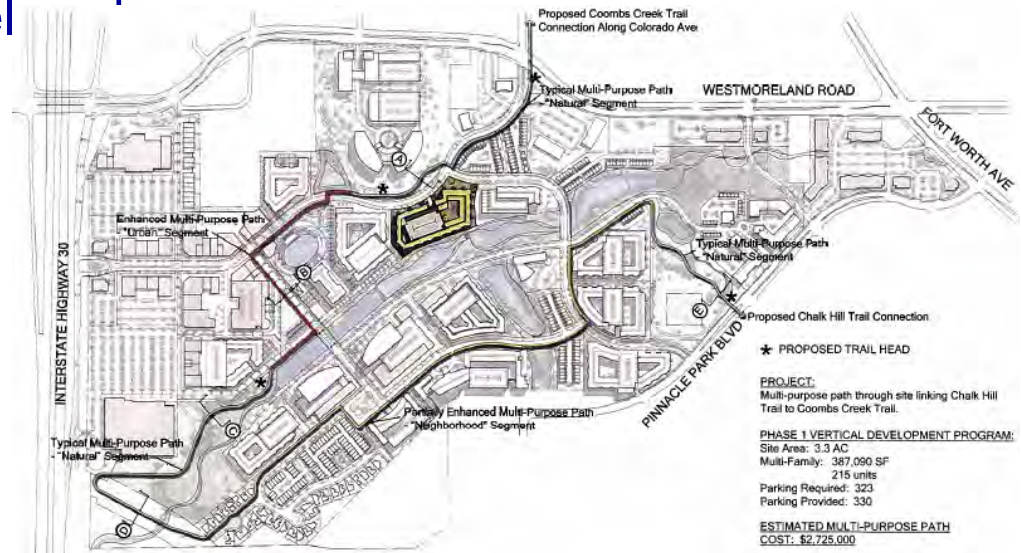 el
Proposed Coombs Creek Trail
Connection Along Colorado Ave
Typical Multi-Purpose Path
- "Natural" Segment
WESTMORELAND ROAD
FORT WORTH AVE
A
Enhanced Multi-Purpose Path
- "Urban" Segment
B
INTERSTATE HIGHWAY 30
Typical Multi-Purpose Path
- "Natural" Segment
E
Proposed Chalk Hill Trail Connection
PINNACLE PARK BLVD
* PROPOSED TRAIL HEAD
PROJECT:
Multi-purpose path through site linking Chalk Hill
Trail to Coombs Creek Trail.
Partially Enhanced Multi-Purpose Path
- "Neighborhood" Segment
C
Typical Multi-Purpose Path
- "Natural" Segment
D
PHASE 1 VERTICAL DEVELOPMENT PROGRAM:
Site Area: 3.3 AC
Multi-Family: 387,090 SF
215 units
Parking Required: 323
Parking Provided: 330
ESTIMATED MULTI-PURPOSE PATH
COST: $2,725,000